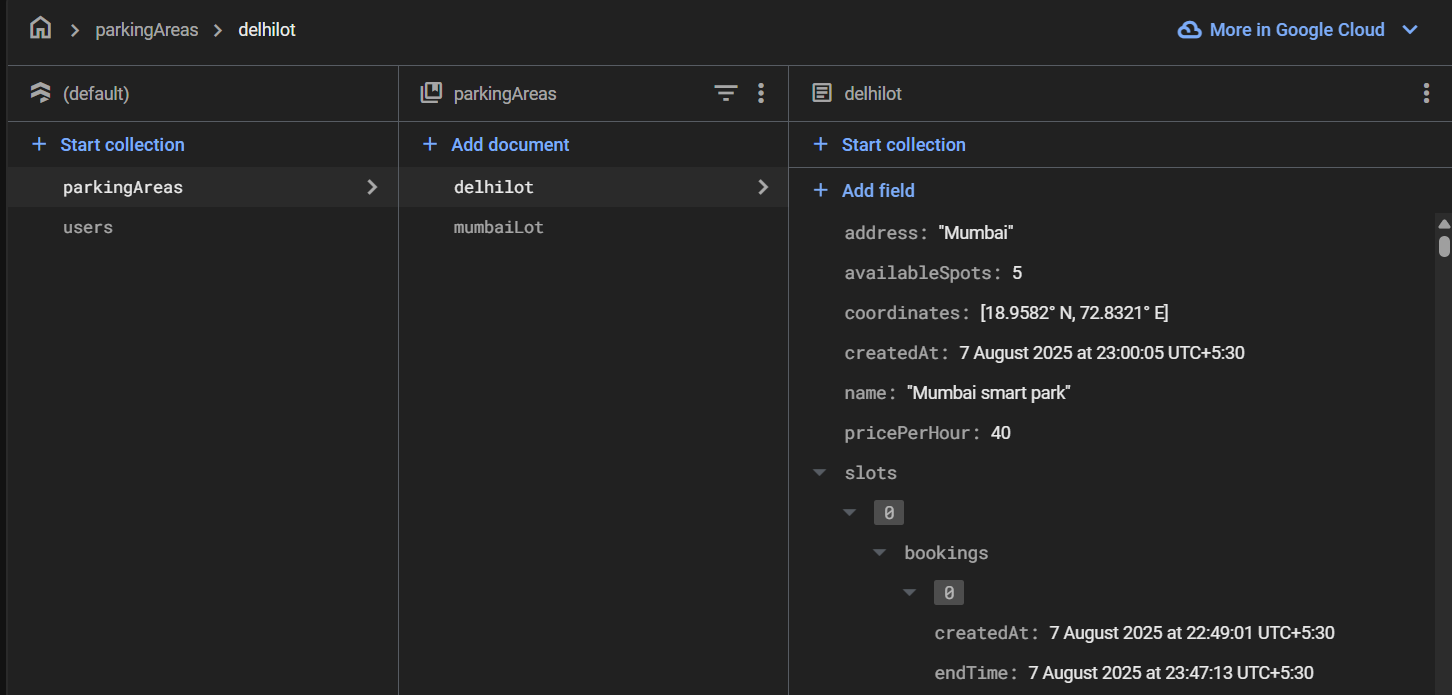 parkingAreas > delhilot
More in Google Cloud
(default)
parkingAreas
delhilot
+ Start collection
+ Add document
+ Start collection
parkingAreas
users
delhilot
mumbaiLot
+ Add field
address: "Mumbai"
availableSpots: 5
coordinates: [18.9582° N, 72.8321° E]
createdAt: 7 August 2025 at 23:00:05 UTC+5:30
name: "Mumbai smart park"
pricePerHour: 40
slots
0
bookings
0
createdAt: 7 August 2025 at 22:49:01 UTC+5:30
endTime: 7 August 2025 at 23:47:13 UTC+5:30